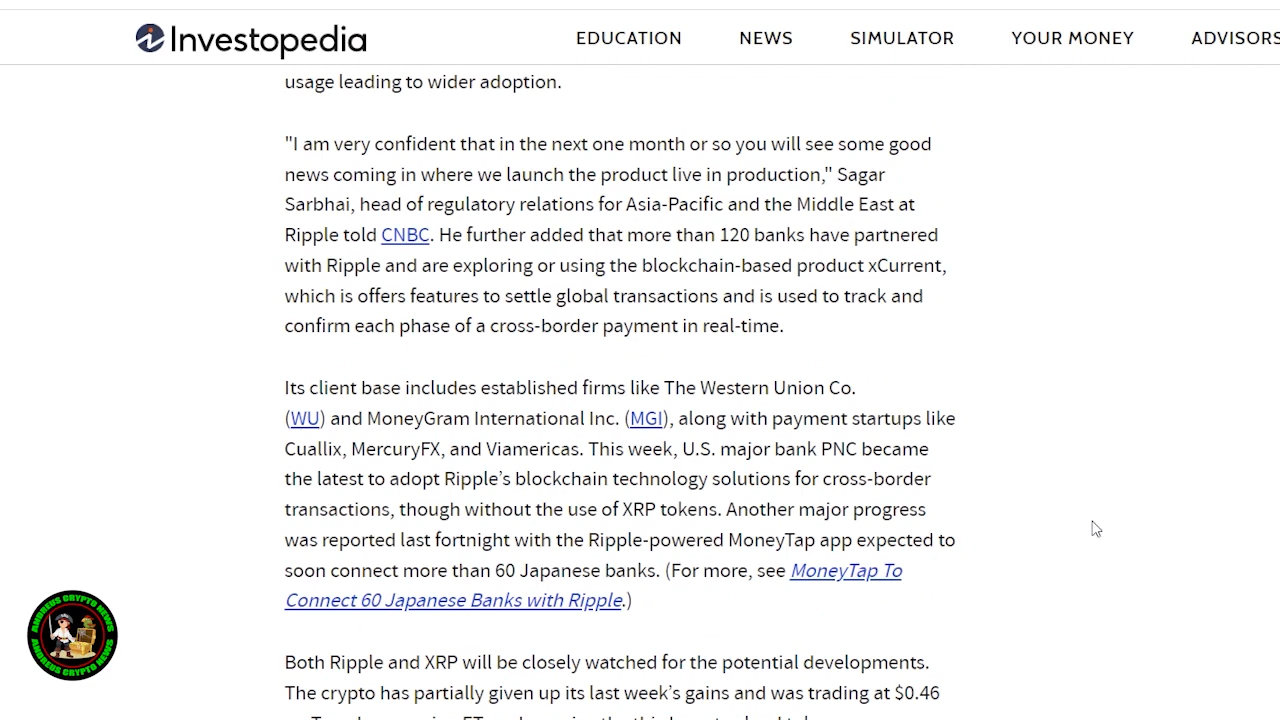 Investopedia
EDUCATION NEWS SIMULATOR YOUR MONEY ADVISORS
usage leading to wider adoption.
"I am very confident that in the next one month or so you will see some good
news coming in where we launch the product live in production," Sagar
Sarbhai, head of regulatory relations for Asia-Pacific and the Middle East at
Ripple told CNBC. He further added that more than 120 banks have partnered
with Ripple and are exploring or using the blockchain-based product xCurrent,
which is offers features to settle global transactions and is used to track and
confirm each phase of a cross-border payment in real-time.
Its client base includes established firms like The Western Union Co.
(WU) and MoneyGram International Inc. (MGI), along with payment startups like
Cuallix, MercuryFX, and Viamericas. This week, U.S. major bank PNC became
the latest to adopt Ripple’s blockchain technology solutions for cross-border
transactions, though without the use of XRP tokens. Another major progress
was reported last fortnight with the Ripple-powered MoneyTap app expected to
soon connect more than 60 Japanese banks. (For more, see MoneyTap To
Connect 60 Japanese Banks with Ripple.)
ANDREUS CRYPTO NEWS
ANDREUS CRYPTO NEWS
Both Ripple and XRP will be closely watched for the potential developments.
The crypto has partially given up its last week’s gains and was trading at $0.46